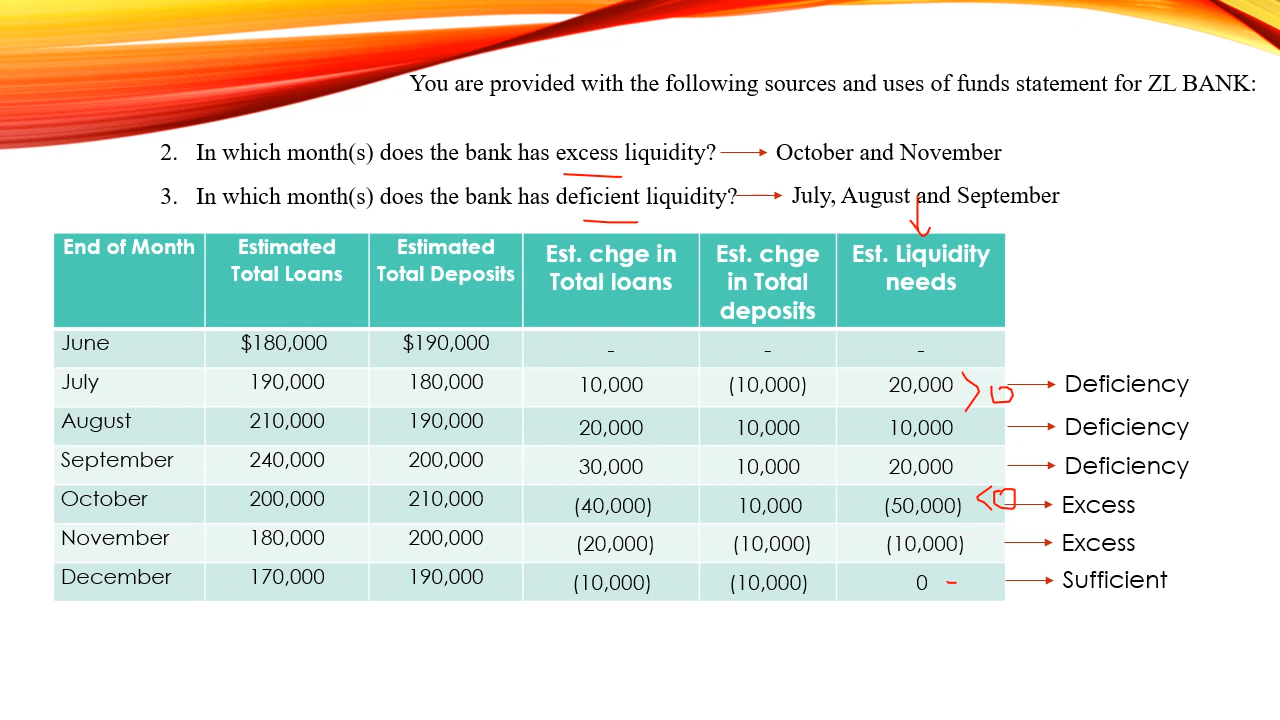 You are provided with the following sources and uses of funds statement for ZL BANK:
2. In which month(s) does the bank has excess liquidity? October and November
3. In which month(s) does the bank has deficient liquidity? July, August and September
End of Month Estimated Total Loans Estimated Total Deposits Est. chge in Total loans Est. chge in Total deposits Est. Liquidity needs
June $180,000 $190,000 - - -
July 190,000 180,000 10,000 (10,000) 20,000 >0 Deficiency
August 210,000 190,000 20,000 10,000 10,000 Deficiency
September 240,000 200,000 30,000 10,000 20,000 Deficiency
October 200,000 210,000 (40,000) 10,000 (50,000) <0 Excess
November 180,000 200,000 (20,000) (10,000) (10,000) Excess
December 170,000 190,000 (10,000) (10,000) 0 - Sufficient